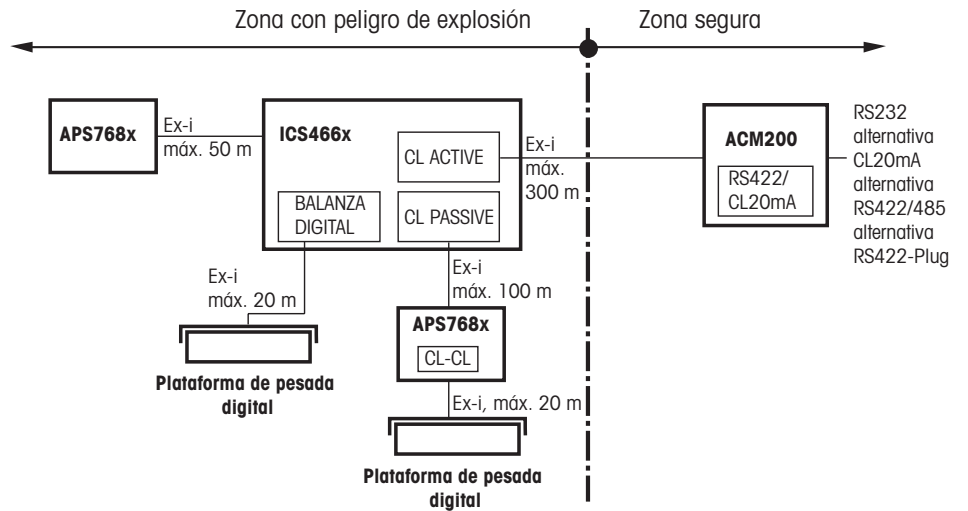 Zona con peligro de explosión
Zona segura
APS768x
Ex-i
máx. 50 m
ICS466x
CL ACTIVE
BALANZA
DIGITAL
CL PASSIVE
Ex-i
máx.
300 m
ACM200
RS422/
CL20mA
RS232
alternativa
CL20mA
alternativa
RS422/485
alternativa
RS422-Plug
Ex-i
máx. 20 m
Plataforma de pesada
digital
Ex-i
máx. 100 m
APS768x
CL-CL
Ex-i, máx. 20 m
Plataforma de pesada
digital